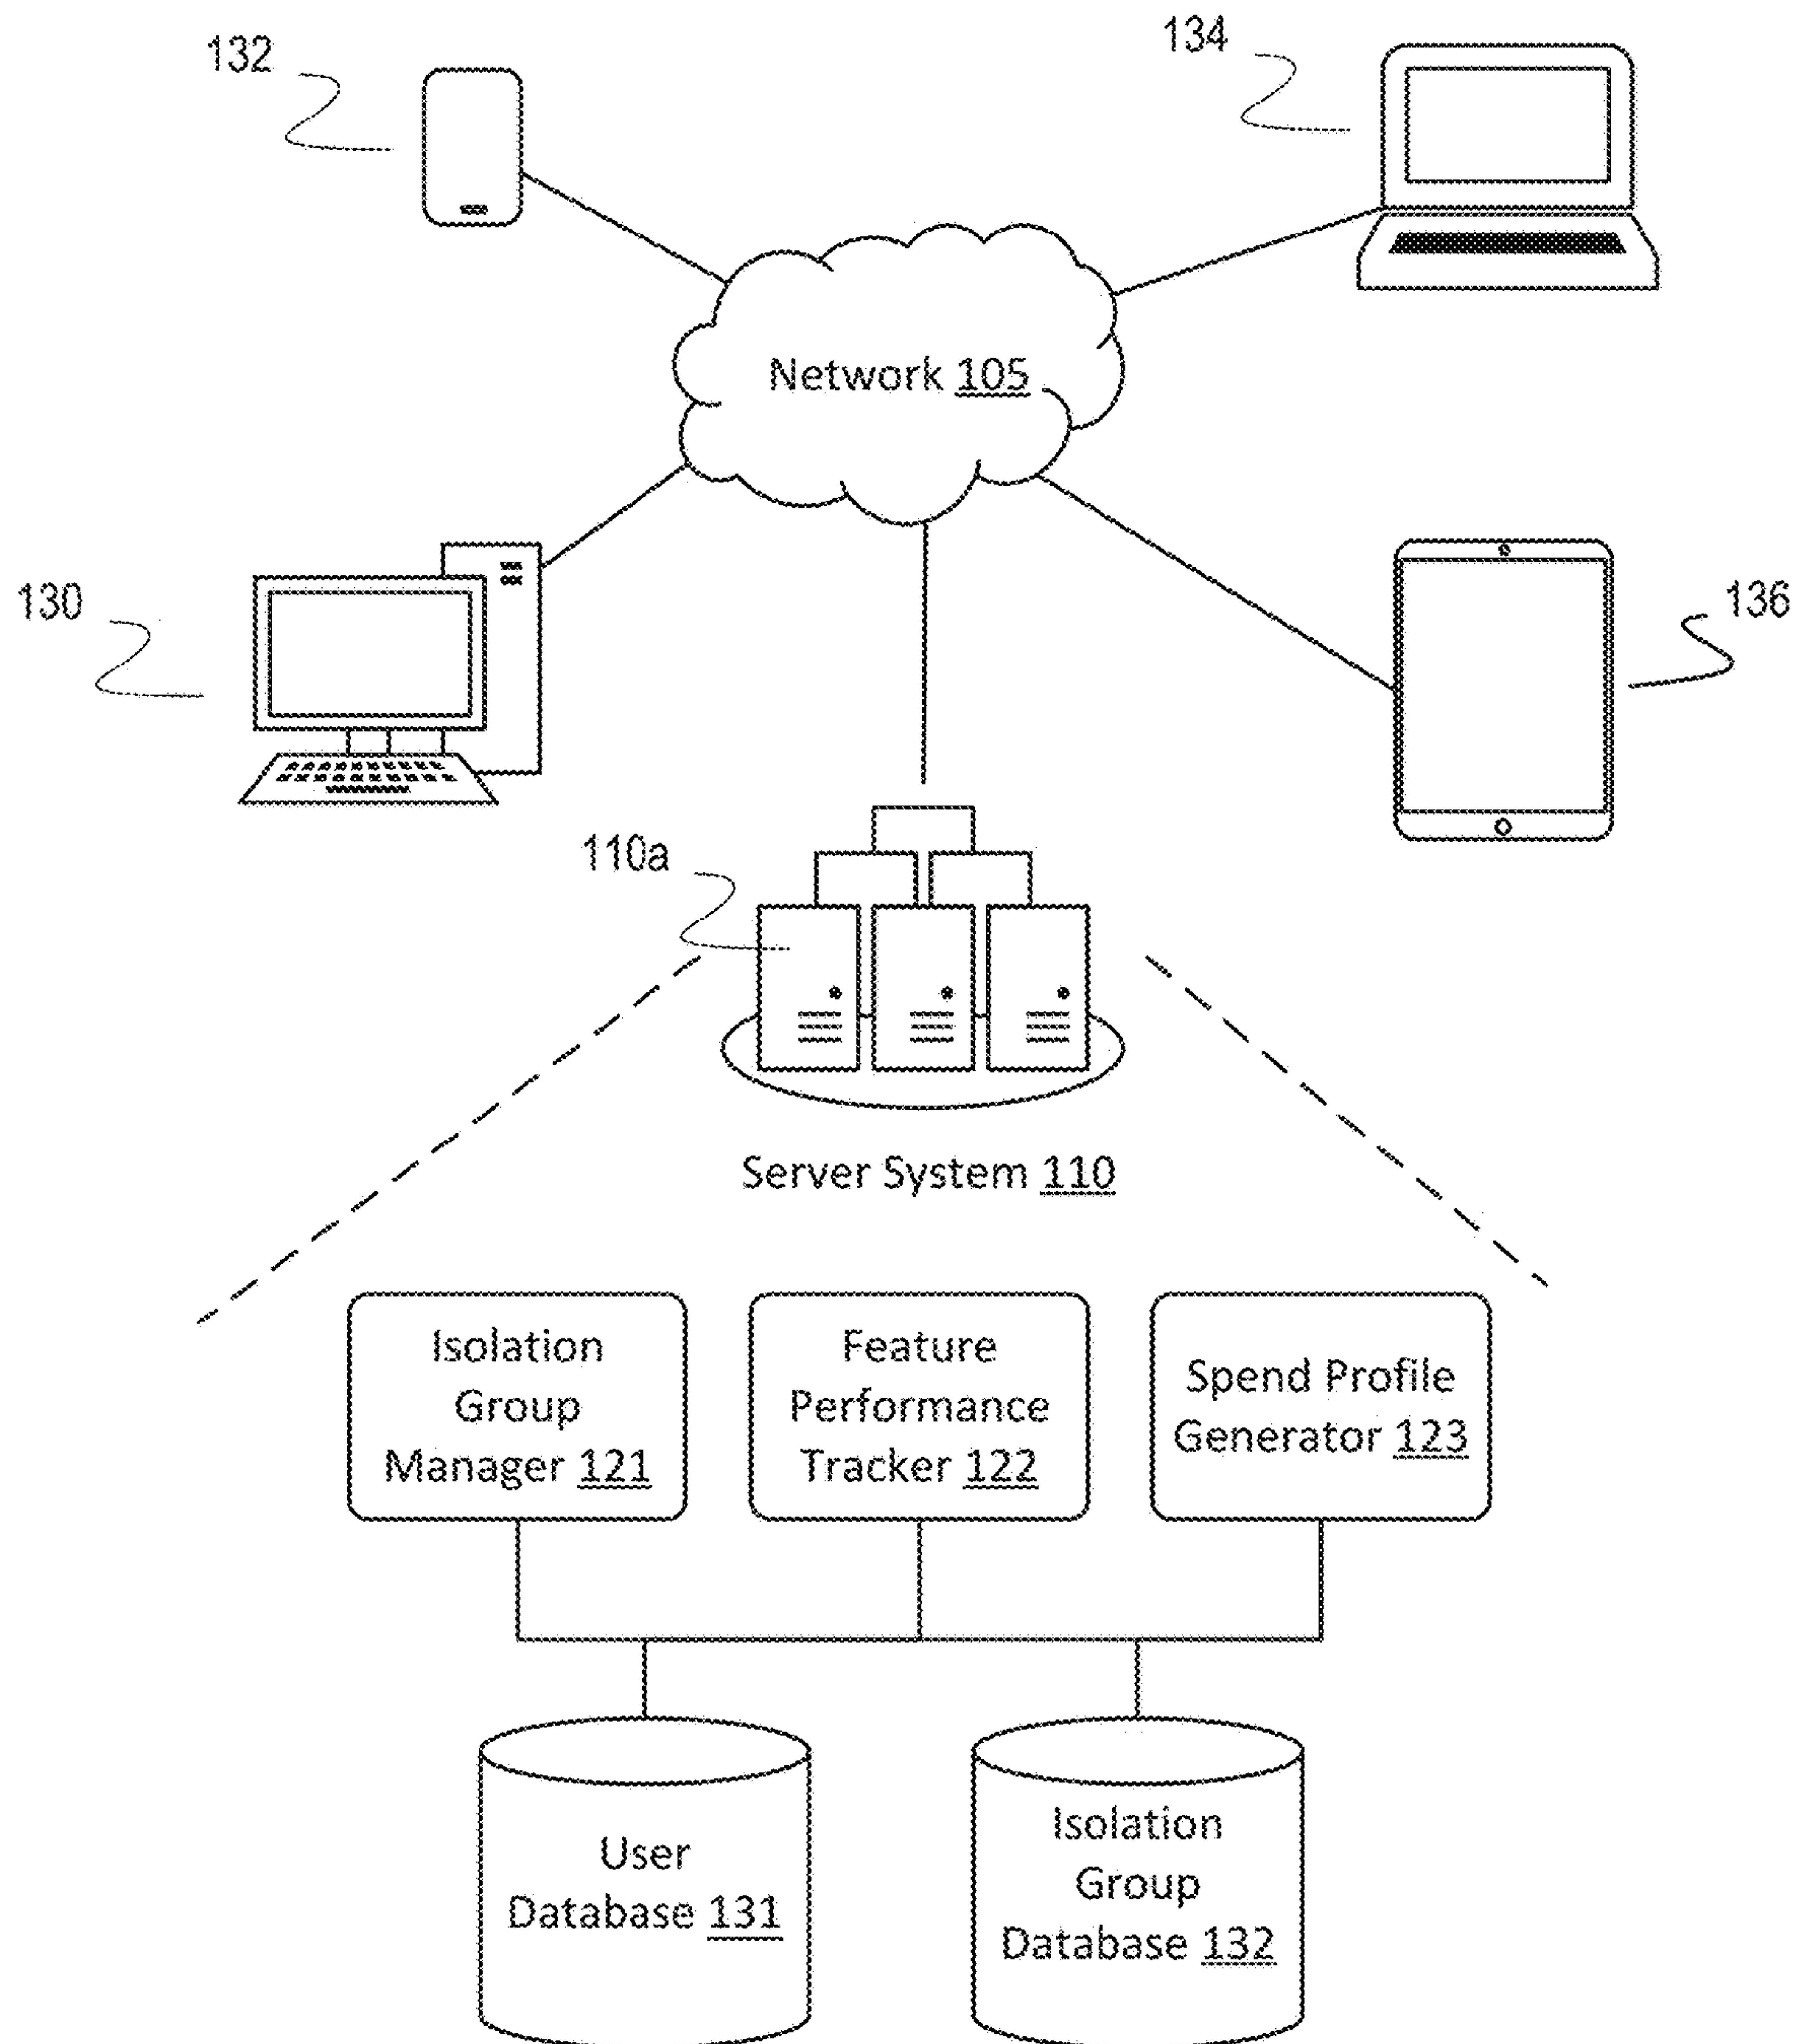 132
134
Network 105
130
136
110a
Server System 110
Isolation
Group
Manager 121
Feature
Performance
Tracker 122
Spend Profile
Generator 123
User
Database 131
Isolation
Group
Database 132